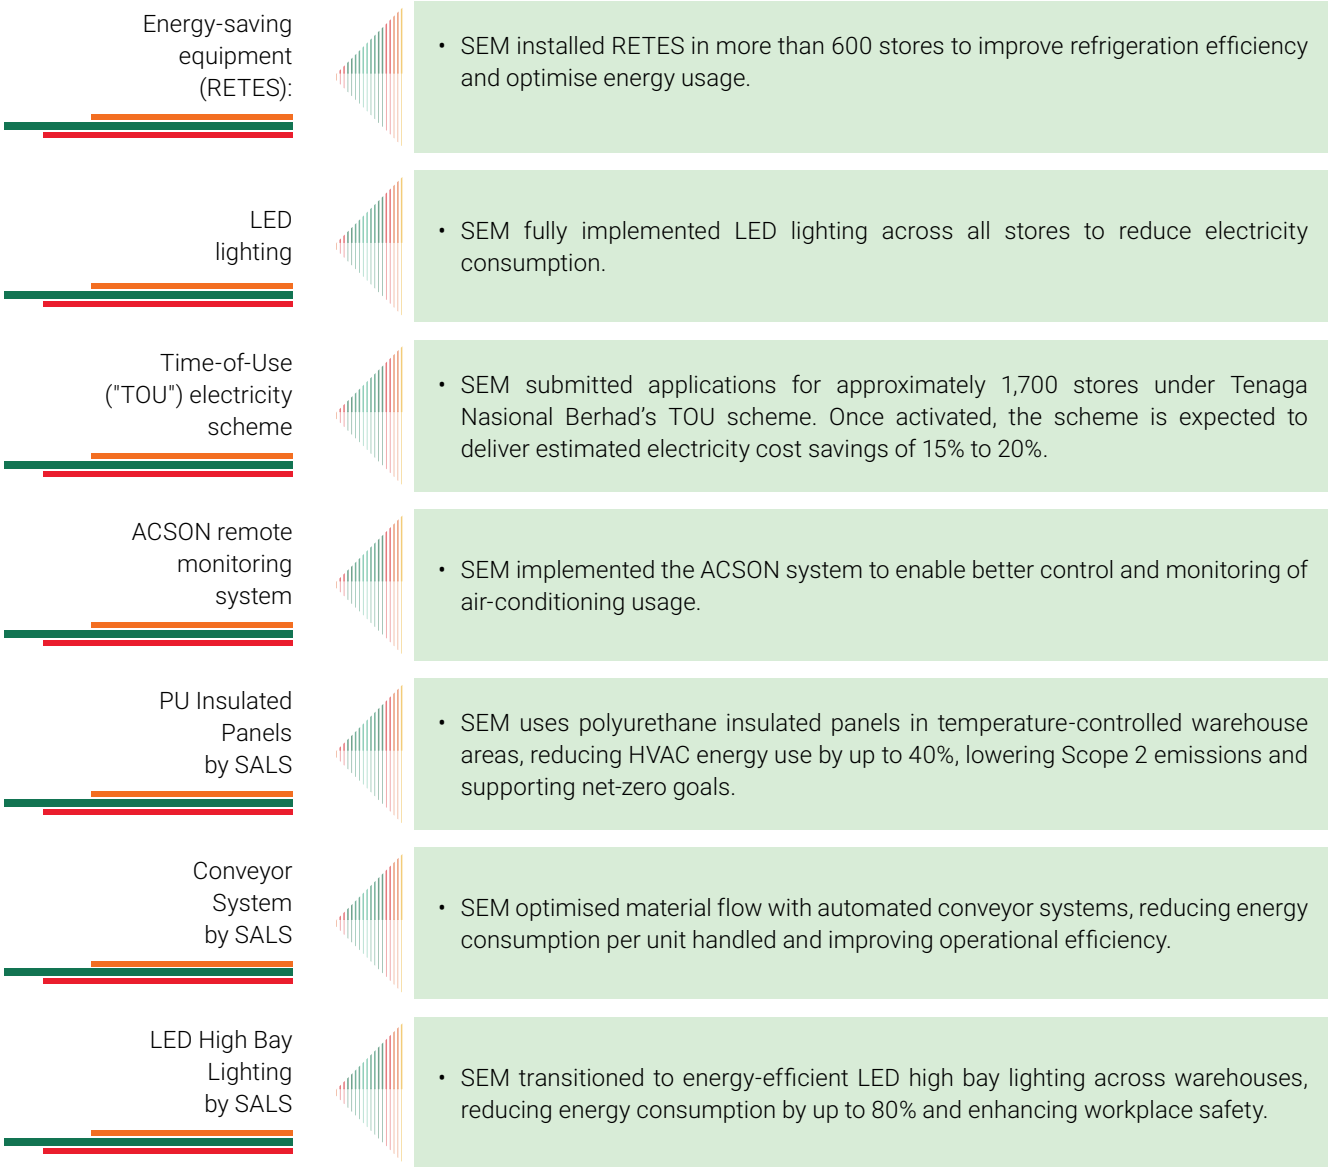 Energy-saving
equipment
(RETES):
• SEM installed RETES in more than 600 stores to improve refrigeration efficiency
and optimise energy usage.
LED
lighting
• SEM fully implemented LED lighting across all stores to reduce electricity
consumption.
Time-of-Use
("TOU") electricity
scheme
• SEM submitted applications for approximately 1,700 stores under Tenaga
Nasional Berhad’s TOU scheme. Once activated, the scheme is expected to
deliver estimated electricity cost savings of 15% to 20%.
ACSON remote
monitoring
system
• SEM implemented the ACSON system to enable better control and monitoring of
air-conditioning usage.
PU Insulated
Panels
by SALS
• SEM uses polyurethane insulated panels in temperature-controlled warehouse
areas, reducing HVAC energy use by up to 40%, lowering Scope 2 emissions and
supporting net-zero goals.
Conveyor
System
by SALS
• SEM optimised material flow with automated conveyor systems, reducing energy
consumption per unit handled and improving operational efficiency.
LED High Bay
Lighting
by SALS
• SEM transitioned to energy-efficient LED high bay lighting across warehouses,
reducing energy consumption by up to 80% and enhancing workplace safety.